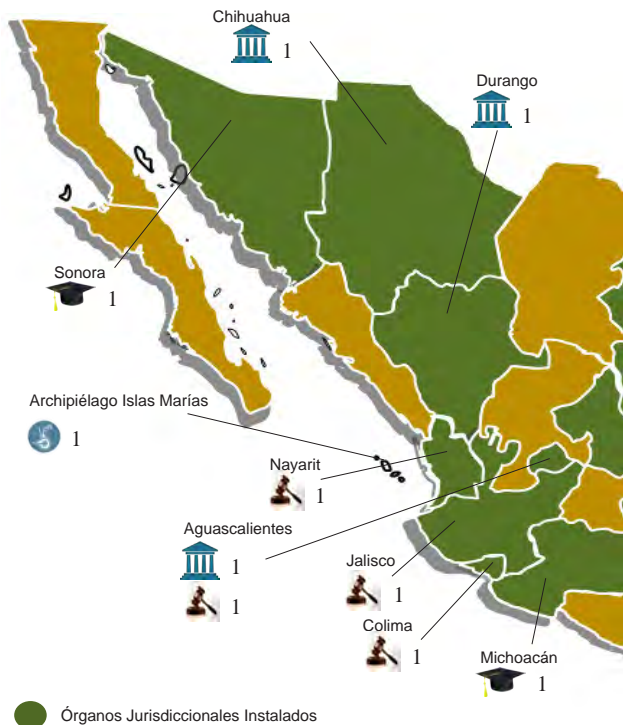 Chihuahua
1
Durango
1
Sonora
1
Archipiélago Islas Marías
1
Nayarit
1
Aguascalientes
1
1
Jalisco
1
Colima
1
Michoacán
1
Órganos Jurisdiccionales Instalados